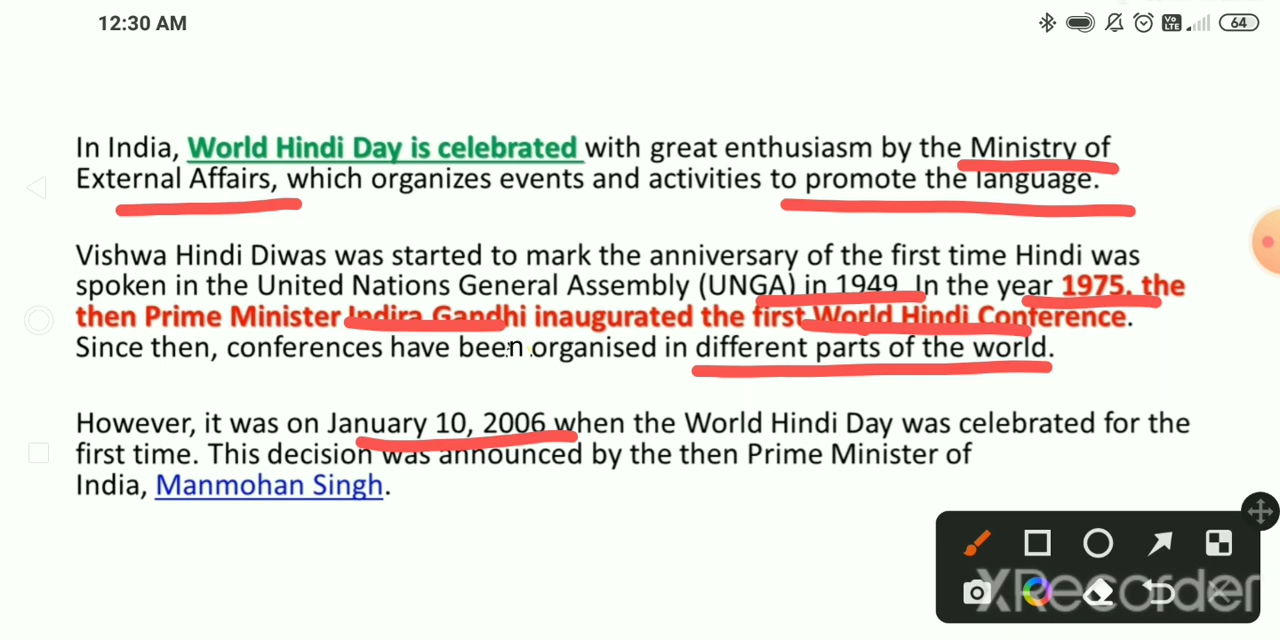 12:30 AM
Vo LTE
64
In India, World Hindi Day is celebrated with great enthusiasm by the Ministry of
External Affairs, which organizes events and activities to promote the language.
Vishwa Hindi Diwas was started to mark the anniversary of the first time Hindi was
spoken in the United Nations General Assembly (UNGA) in 1949. In the year 1975, the
then Prime Minister Indira Gandhi inaugurated the first World Hindi Conference.
Since then, conferences have been organised in different parts of the world.
However, it was on January 10, 2006 when the World Hindi Day was celebrated for the
first time. This decision was announced by the then Prime Minister of
India, Manmohan Singh.
XRecorder